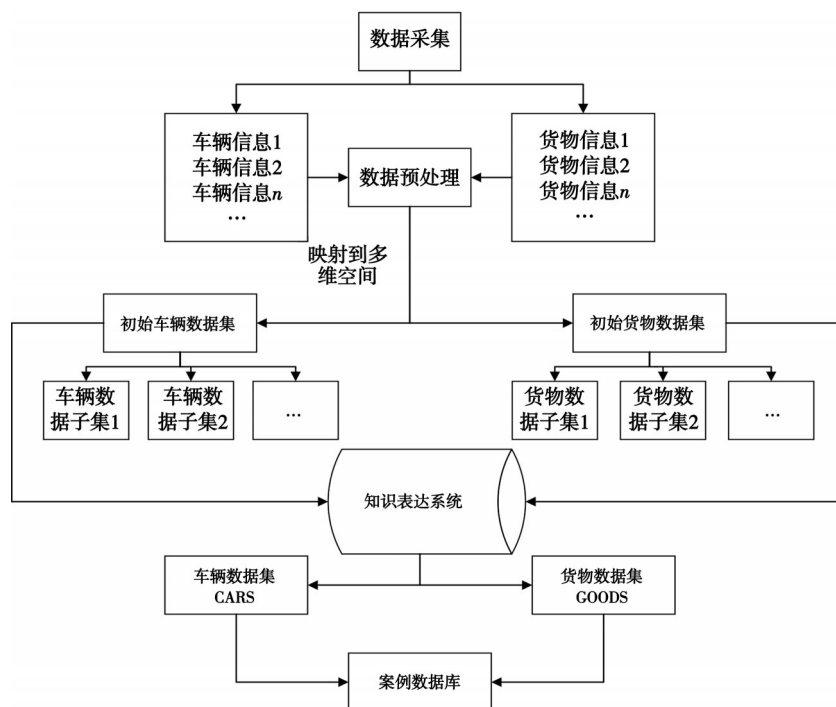 数据采集
车辆信息1
车辆信息2
车辆信息n
…
数据预处理
货物信息1
货物信息2
货物信息n
…
映射到多
维空间
初始车辆数据集
初始货物数据集
车辆数
据子集1
车辆数
据子集2
…
货物数
据子集1
货物数
据子集2
…
知识表达系统
车辆数据集
CARS
货物数据集
GOODS
案例数据库